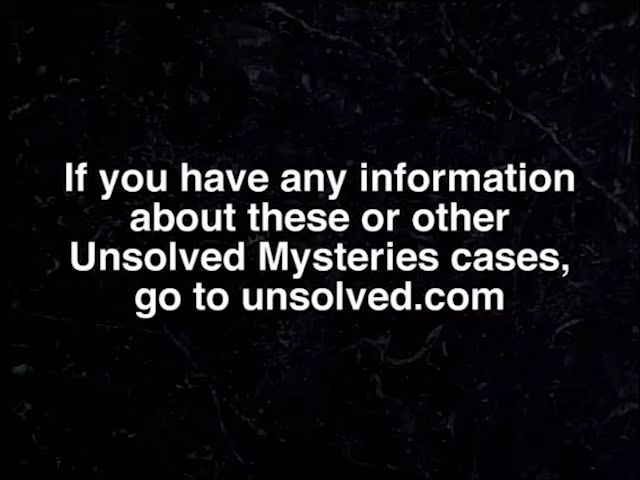 If you have any information
about these or other
Unsolved Mysteries cases,
go to unsolved.com